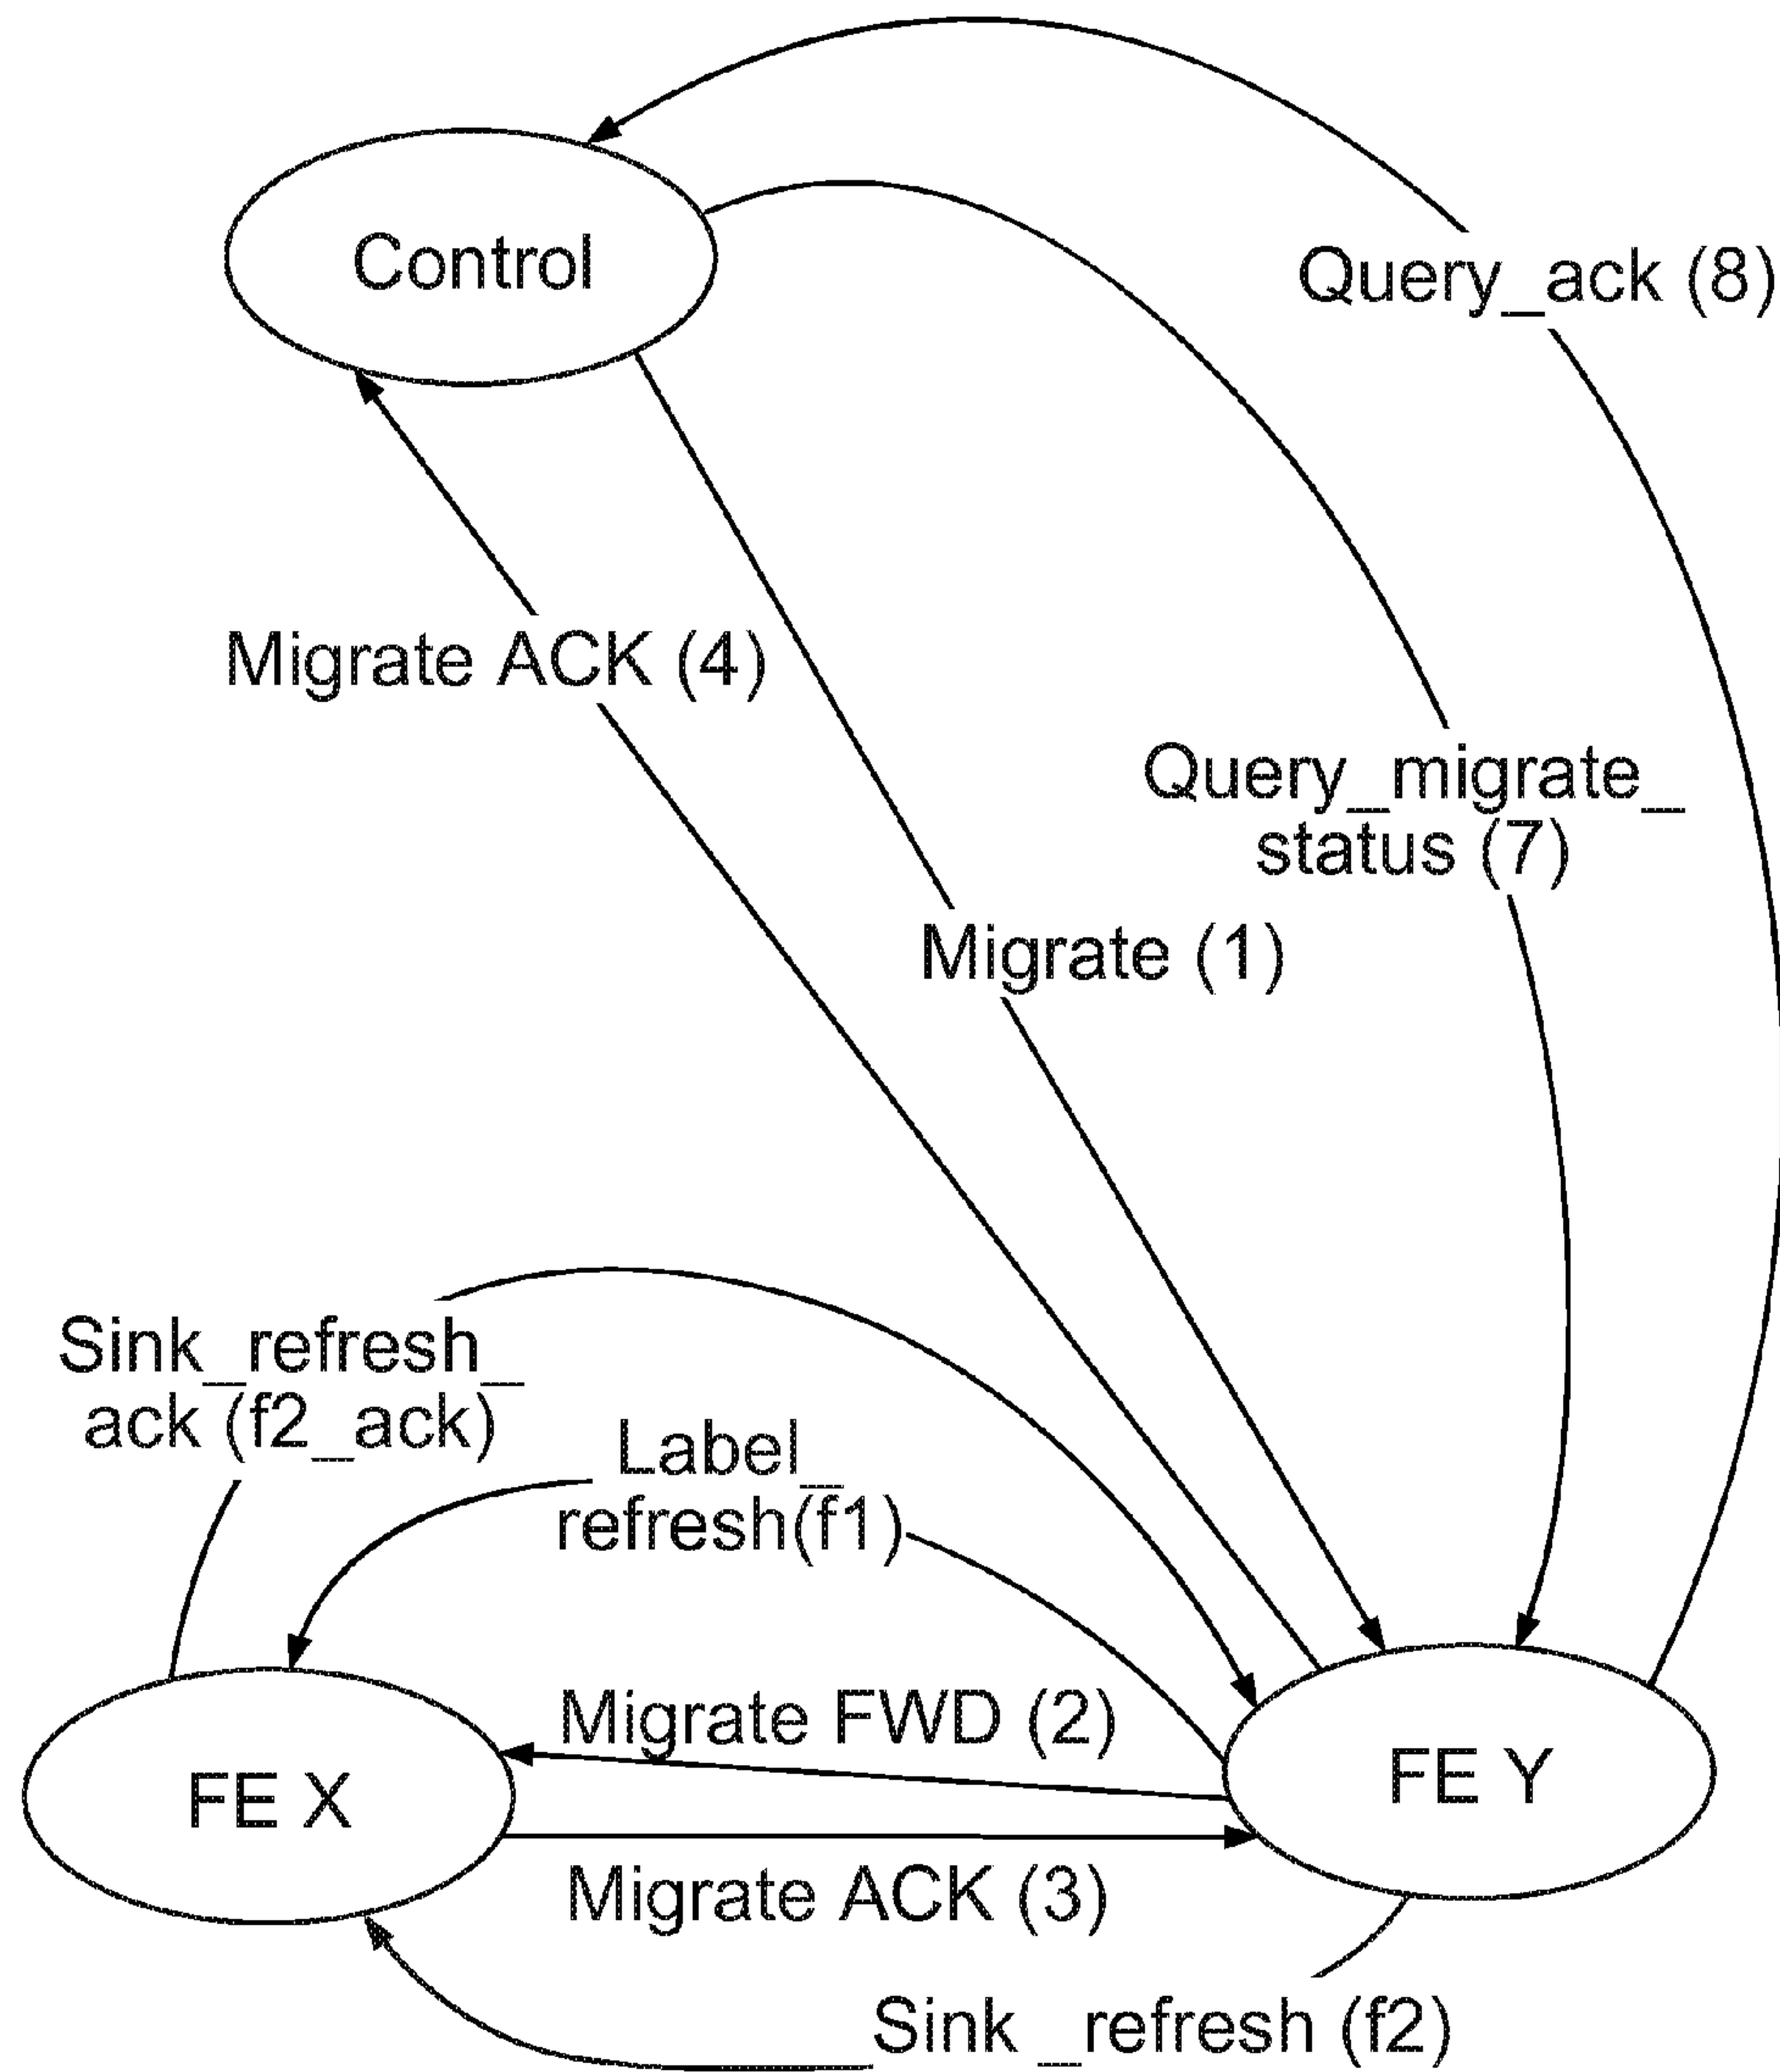 Control
Query_ack (8)
Migrate ACK (4)
Query_migrate_
status (7)
Migrate (1)
Sink_refresh_
ack (f2_ack)
Label_
refresh(f1)
Migrate FWD (2)
FE X
FE Y
Migrate ACK (3)
Sink _refresh (f2)